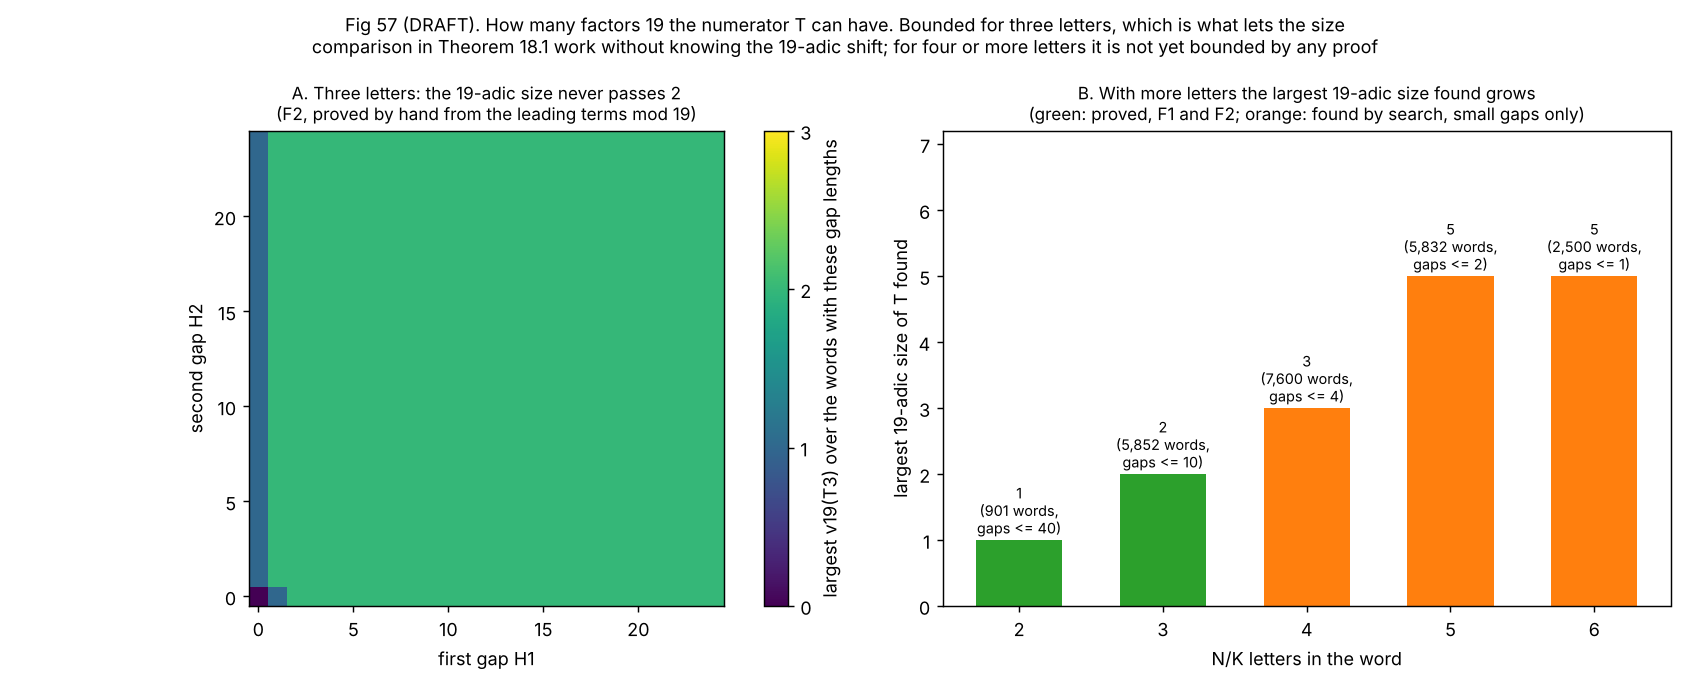 Fig 57 (DRAFT). How many factors 19 the numerator T can have. Bounded for three letters, which is what lets the size
comparison in Theorem 18.1 work without knowing the 19-adic shift; for four or more letters it is not yet bounded by any proof
A. Three letters: the 19-adic size never passes 2
(F2, proved by hand from the leading terms mod 19)
second gap H2
20
15
10
5
0
0
5
10
15
20
first gap H1
3
2
1
0
largest v19(T3) over the words with these gap lengths
B. With more letters the largest 19-adic size found grows
(green: proved, F1 and F2; orange: found by search, small gaps only)
largest 19-adic size of T found
7
6
5
4
3
2
1
0
1
(901 words,
gaps <= 40)
2
(5,852 words,
gaps <= 10)
3
(7,600 words,
gaps <= 4)
5
(5,832 words,
gaps <= 2)
5
(2,500 words,
gaps <= 1)
2
3
4
5
6
N/K letters in the word